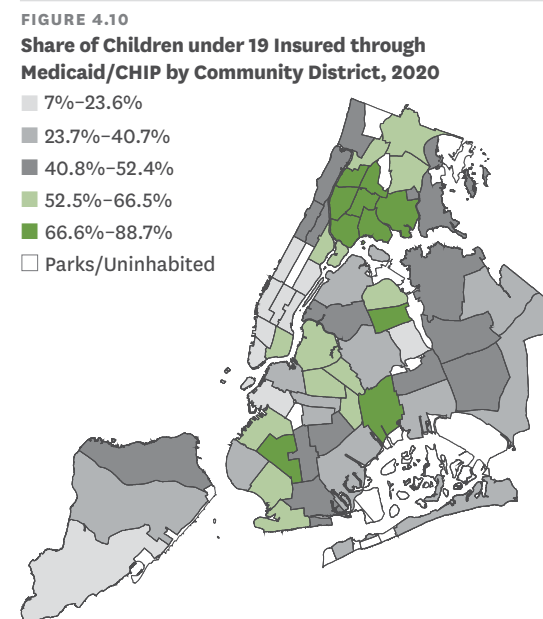 FIGURE 4.10
Share of Children under 19 Insured through
Medicaid/CHIP by Community District, 2020
7%–23.6%
23.7%–40.7%
40.8%–52.4%
52.5%–66.5%
66.6%–88.7%
Parks/Uninhabited